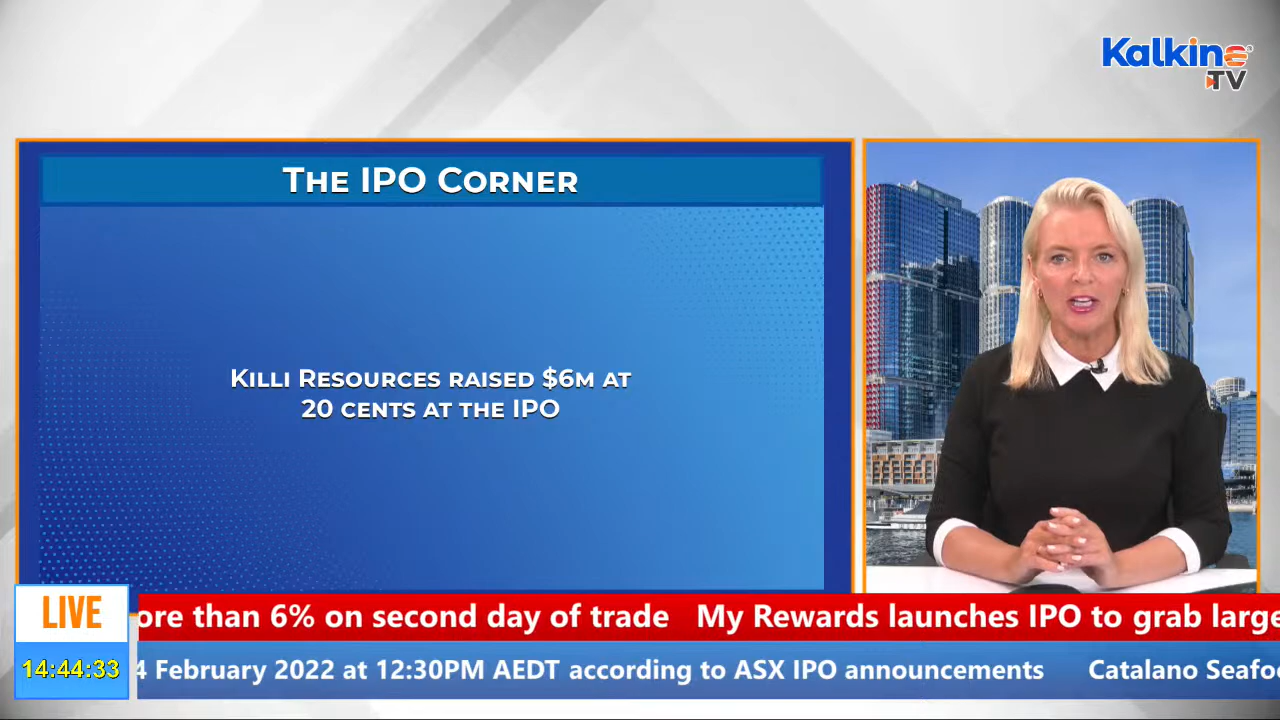 Kalkine
TV
The IPO Corner
Killi Resources raised $6m at
20 cents at the IPO
LIVE
ore than 6% on second day of trade My Rewards launches IPO to grab large
14:44:33
4 February 2022 at 12:30PM AEDT according to ASX IPO announcements Catalano Seafoo